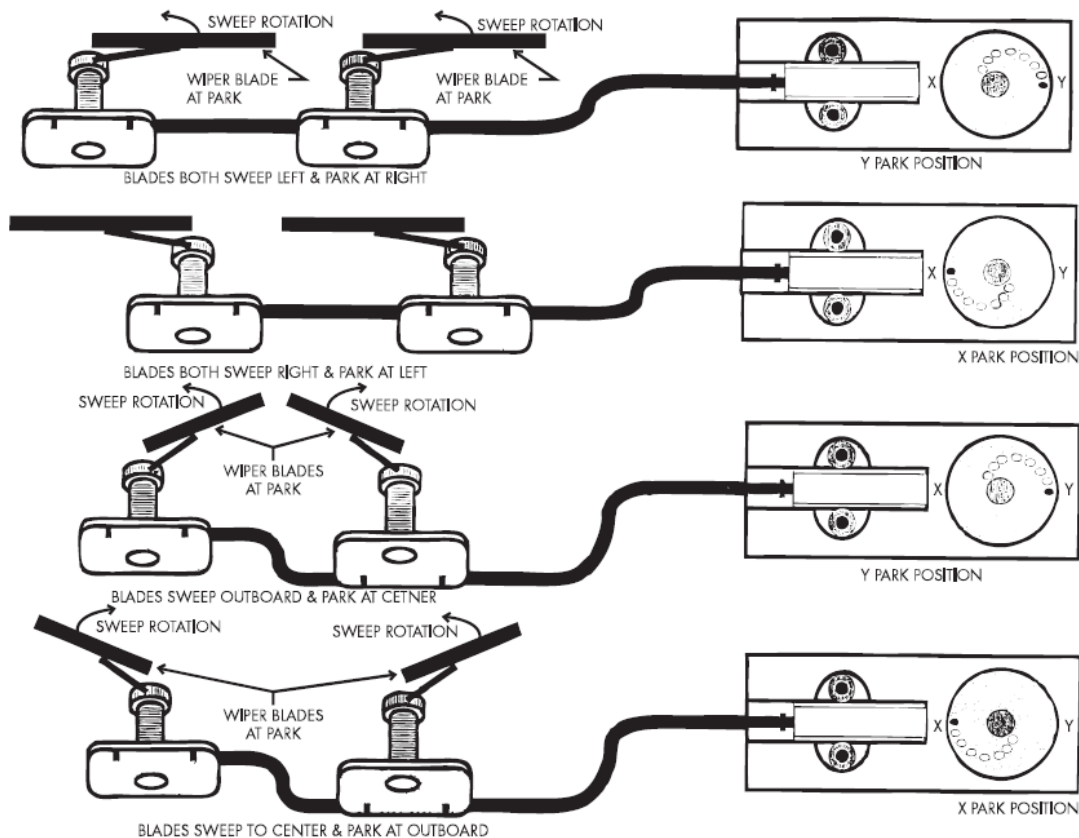 SWEEP ROTATION
SWEEP ROTATION
WIPER BLADE
AT PARK
WIPER BLADE
AT PARK
X
Y
BLADES BOTH SWEEP LEFT & PARK AT RIGHT
Y PARK POSITION
X
Y
BLADES BOTH SWEEP RIGHT & PARK AT LEFT
X PARK POSITION
SWEEP ROTATION
SWEEP ROTATION
WIPER BLADES
AT PARK
X
Y
BLADES SWEEP OUTBOARD & PARK AT CETNER
Y PARK POSITION
SWEEP ROTATION
SWEEP ROTATION
WIPER BLADES
AT PARK
X
Y
BLADES SWEEP TO CENTER & PARK AT OUTBOARD
X PARK POSITION